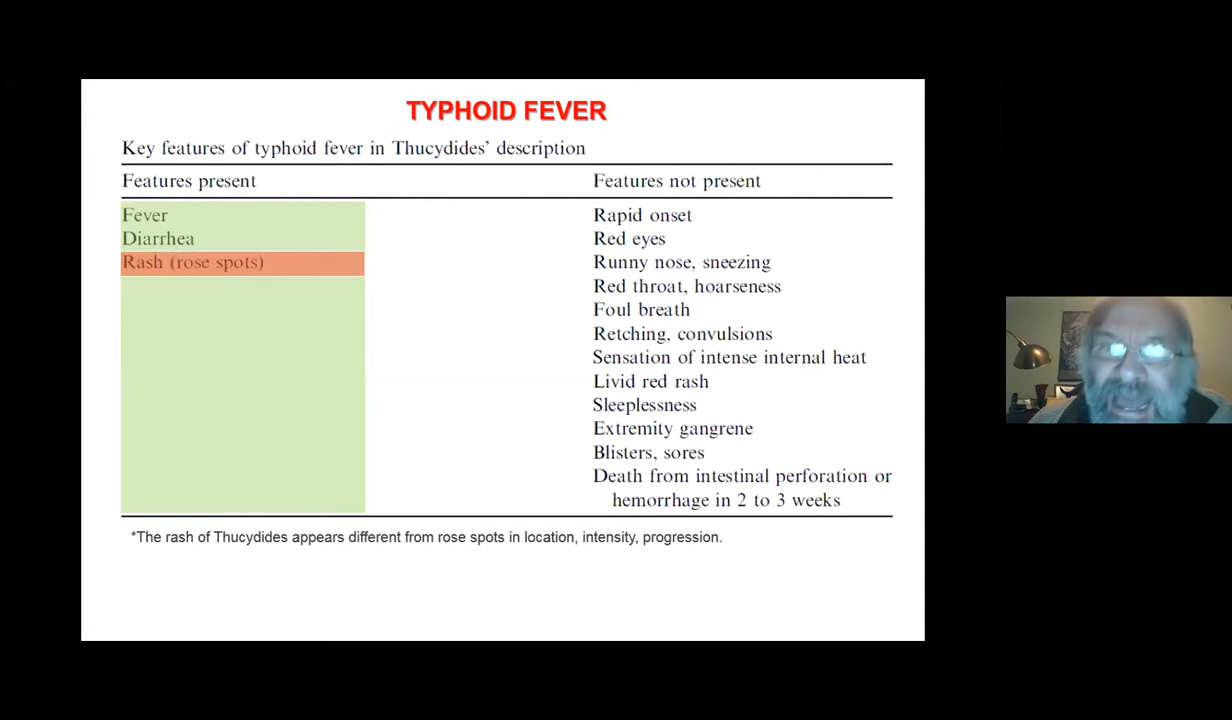 TYPHOID FEVER
Key features of typhoid fever in Thucydides' description
Features present Features not present
Fever Rapid onset
Diarrhea Red eyes
Rash (rose spots) Runny nose, sneezing
Red throat, hoarseness
Foul breath
Retching, convulsions
Sensation of intense internal heat
Livid red rash
Sleeplessness
Extremity gangrene
Blisters, sores
Death from intestinal perforation or
hemorrhage in 2 to 3 weeks
*The rash of Thucydides appears different from rose spots in location, intensity, progression.